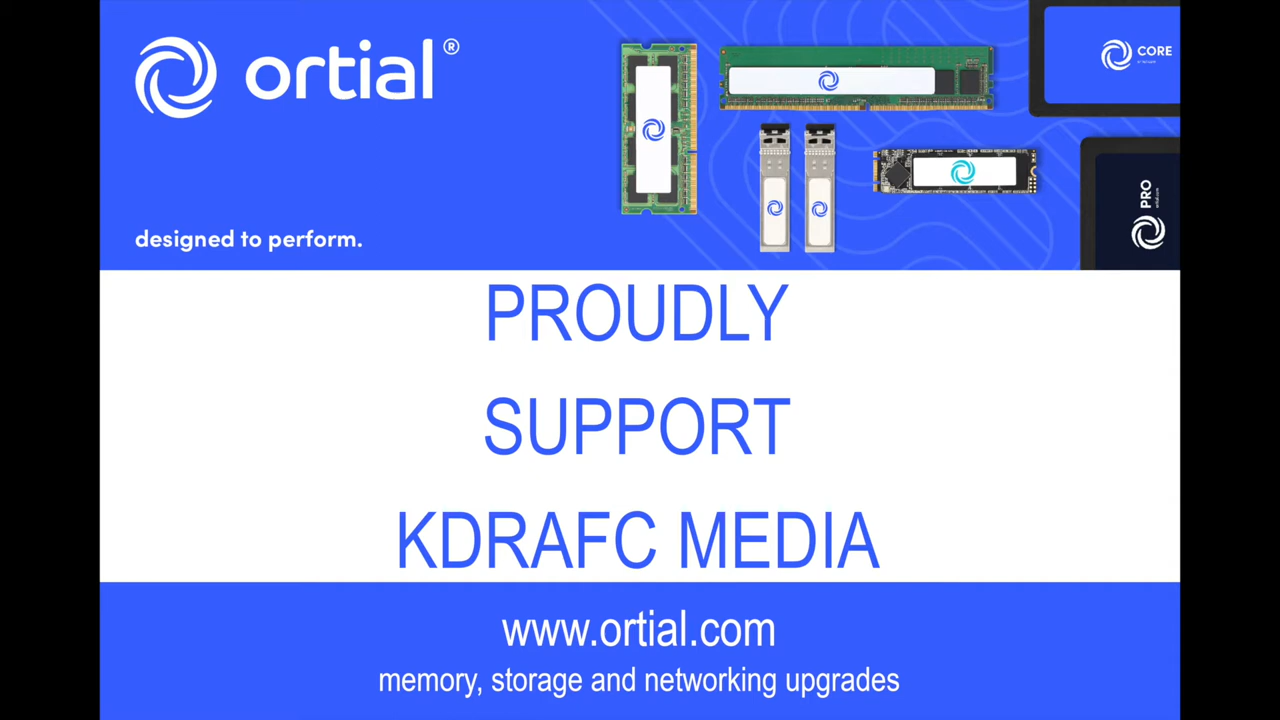 ortial®
CORE
PRO
designed to perform.
PROUDLY
SUPPORT
KDRAFC MEDIA
www.ortial.com
memory, storage and networking upgrades